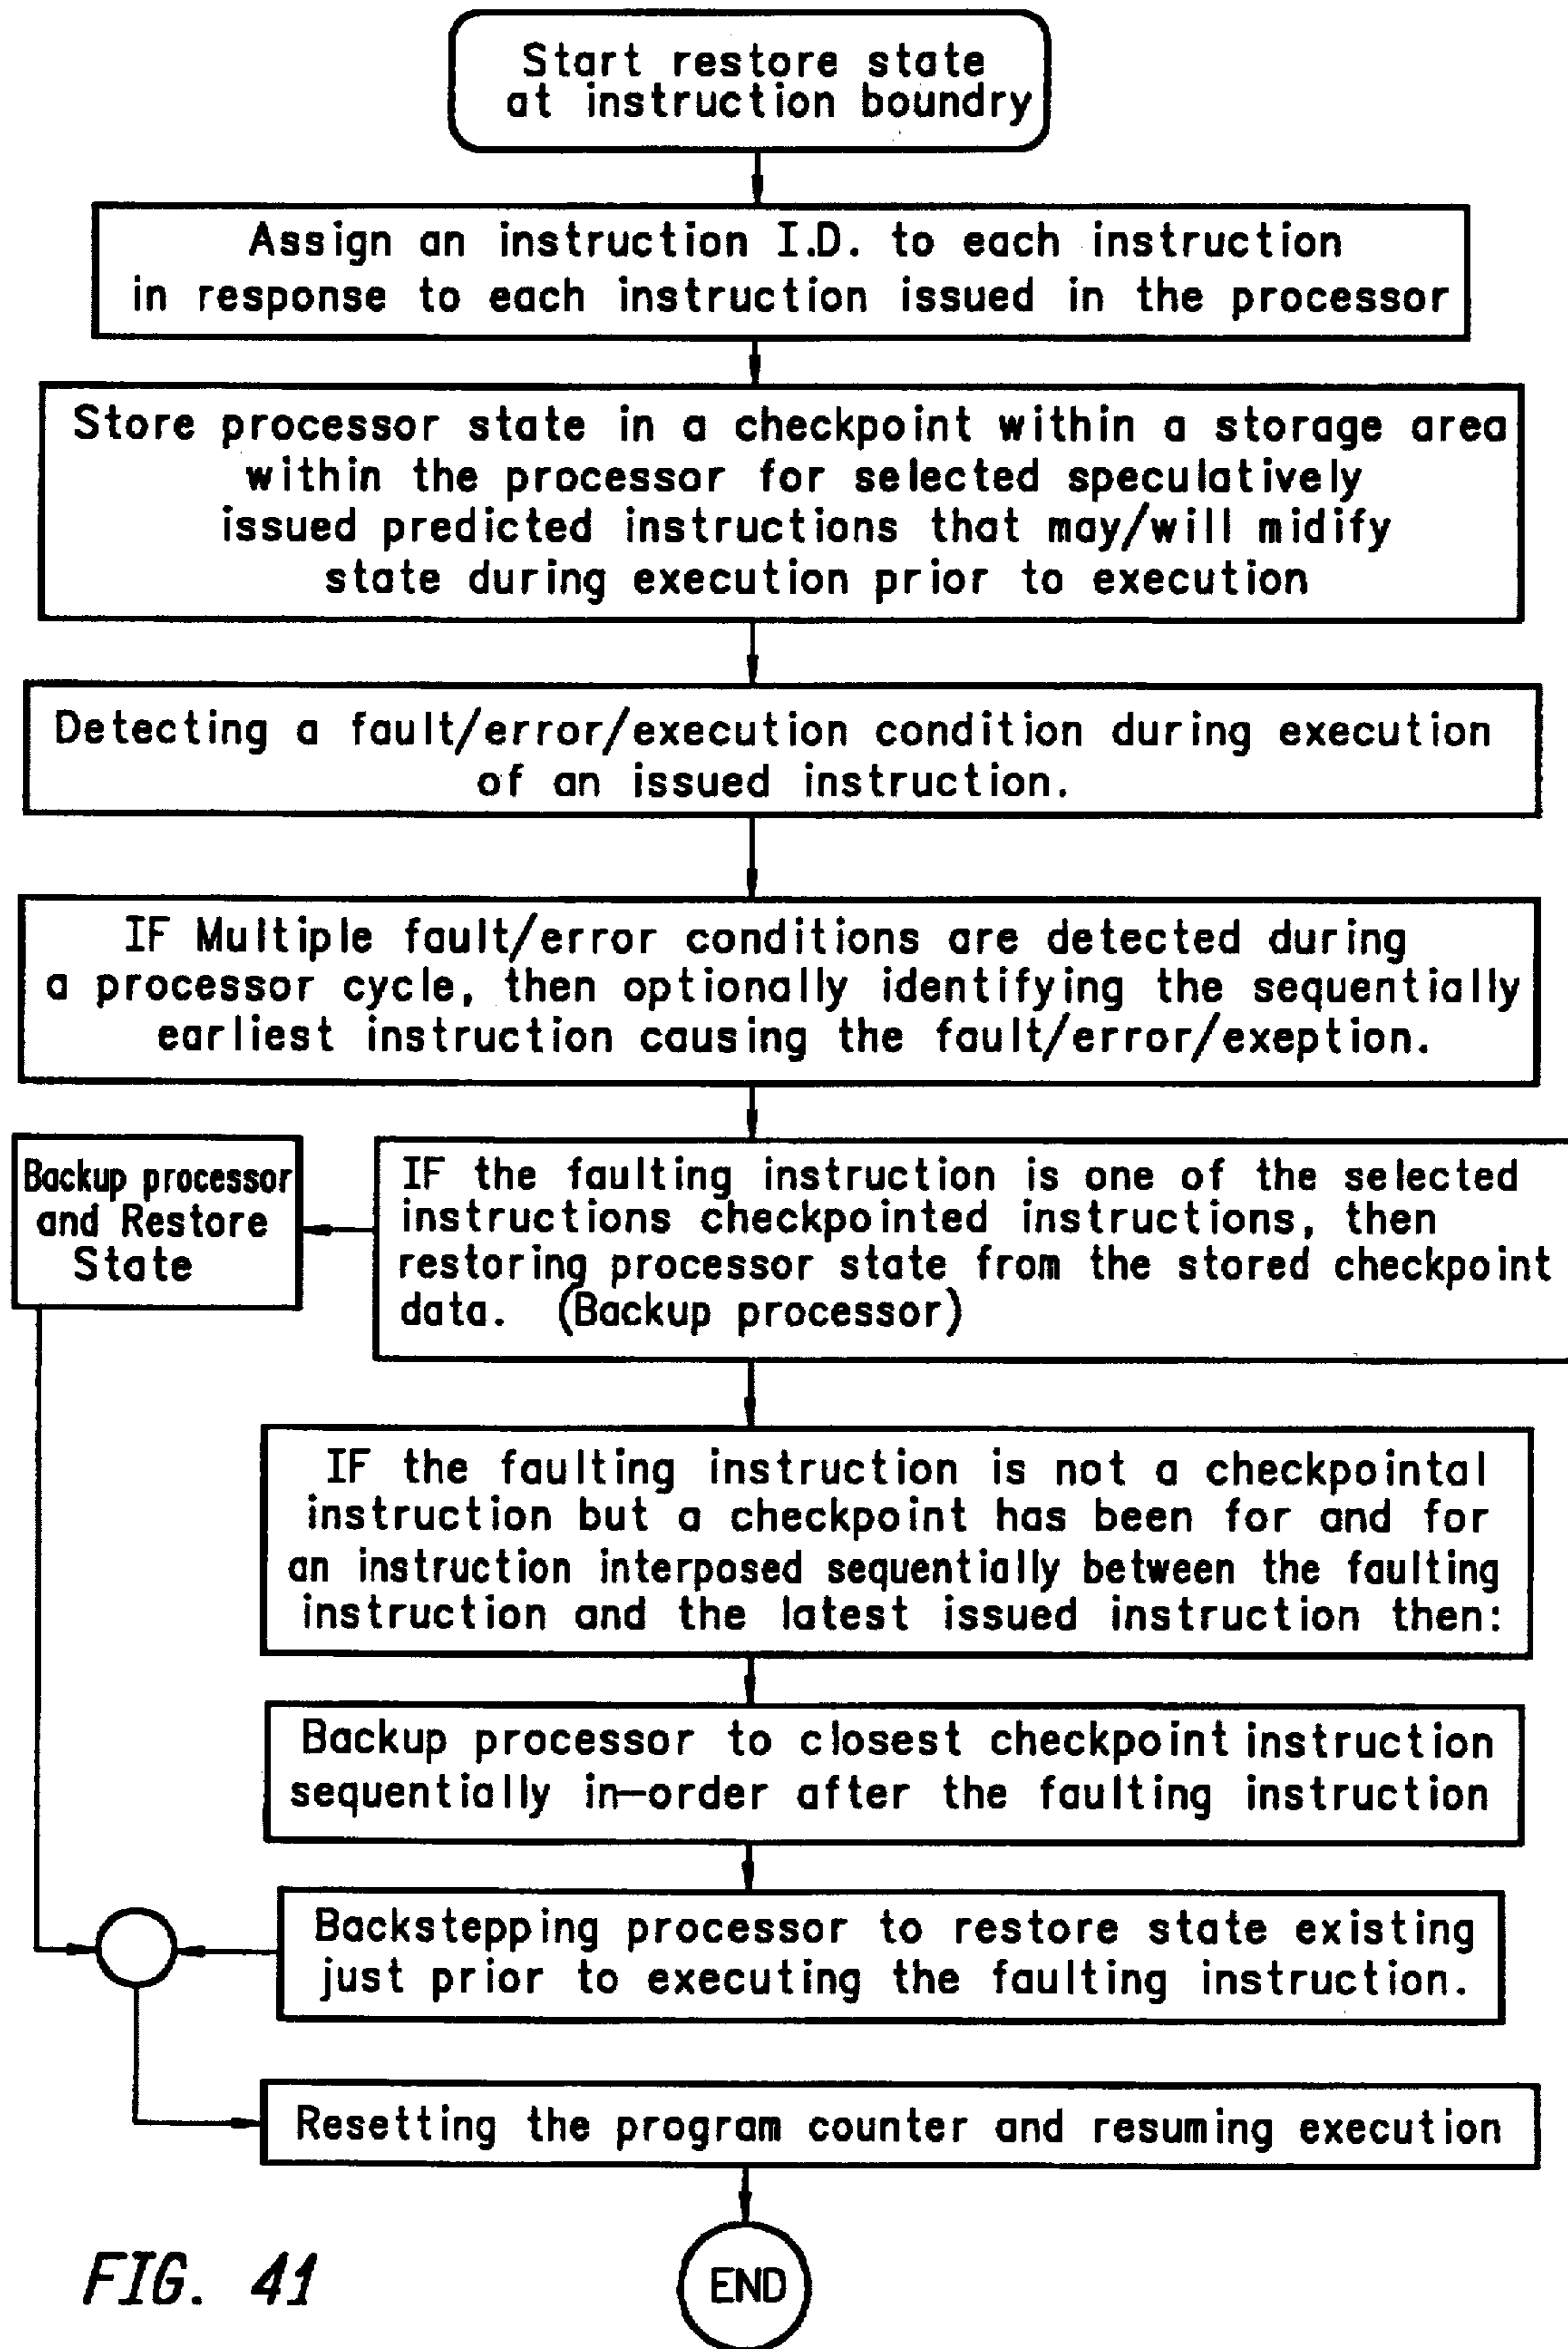 Start restore state
at instruction boundry
Assign an instruction I.D. to each instruction
in response to each instruction issued in the processor
Store processor state in a checkpoint within a storage area
within the processor for selected speculatively
issued predicted instructions that may/will midify
state during execution prior to execution
Detecting a fault/error/execution condition during execution
of an issued instruction.
IF Multiple fault/error conditions are detected during
a processor cycle, then optionally identifying the sequentially
earliest instruction causing the fault/error/exeption.
Backup processor
and Restore
State
IF the faulting instruction is one of the selected
instructions checkpointed instructions, then
restoring processor state from the stored checkpoint
data. (Backup processor)
IF the faulting instruction is not a checkpointal
instruction but a checkpoint has been for and for
an instruction interposed sequentially between the faulting
instruction and the latest issued instruction then:
Backup processor to closest checkpoint instruction
sequentially in-order after the faulting instruction
Backstepping processor to restore state existing
just prior to executing the faulting instruction.
Resetting the program counter and resuming execution
END
FIG. 41